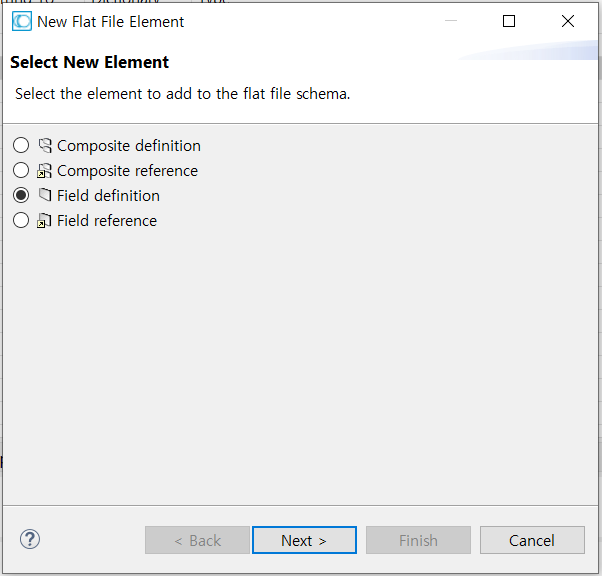 New Flat File Element
Select New Element
Select the element to add to the flat file schema.
Composite definition
Composite reference
Field definition
Field reference
< Back
Next >
Finish
Cancel